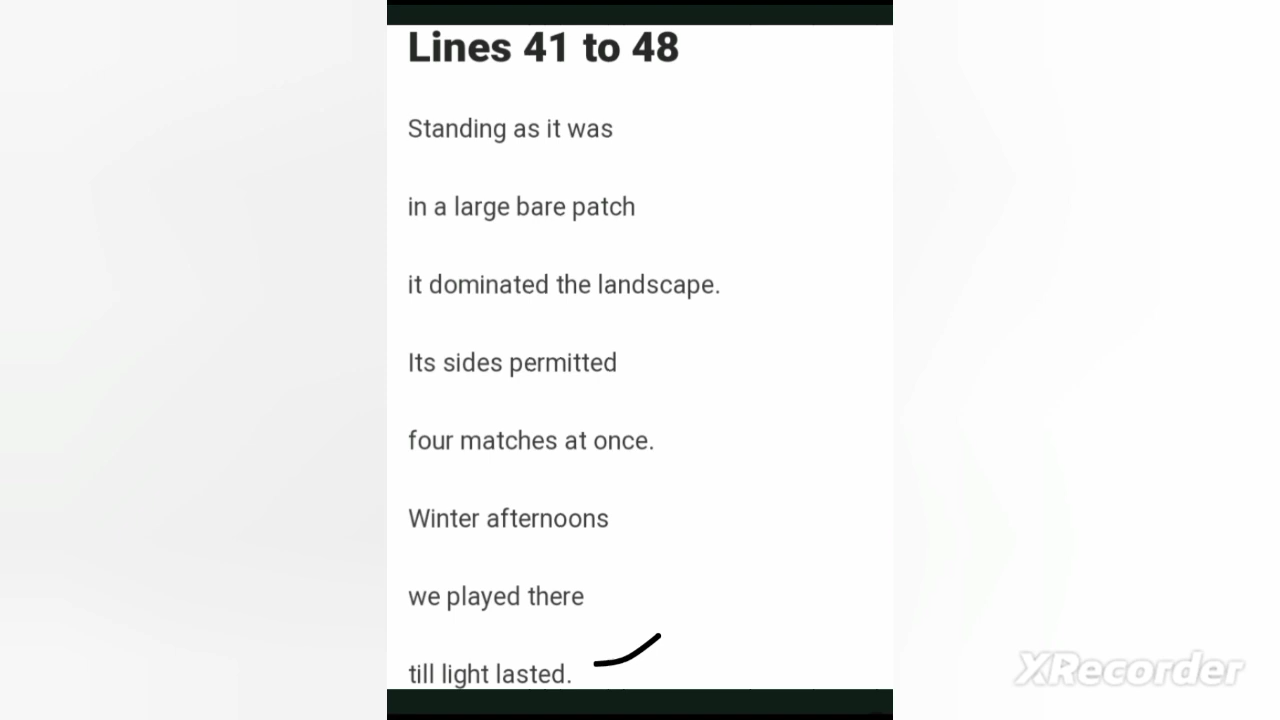 Lines 41 to 48
Standing as it was
in a large bare patch
it dominated the landscape.
Its sides permitted
four matches at once.
Winter afternoons
we played there
till light lasted.
XRecorder